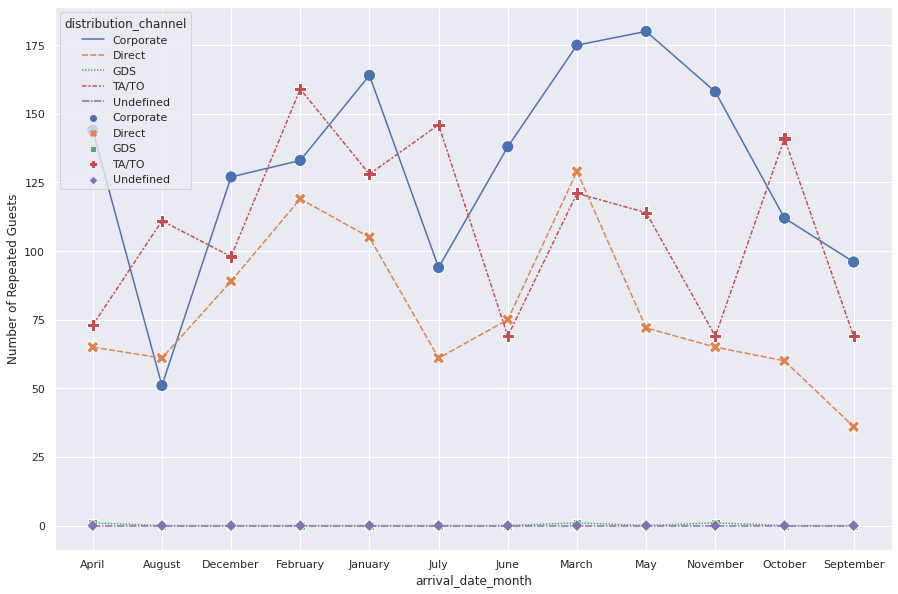 distribution_channel
Corporate
Direct
GDS
TA/TO
Undefined
Corporate
Direct
GDS
TA/TO
Undefined
Number of Repeated Guests
175
150
125
100
75
50
25
0
April August December February January July June March May November October September
arrival_date_month